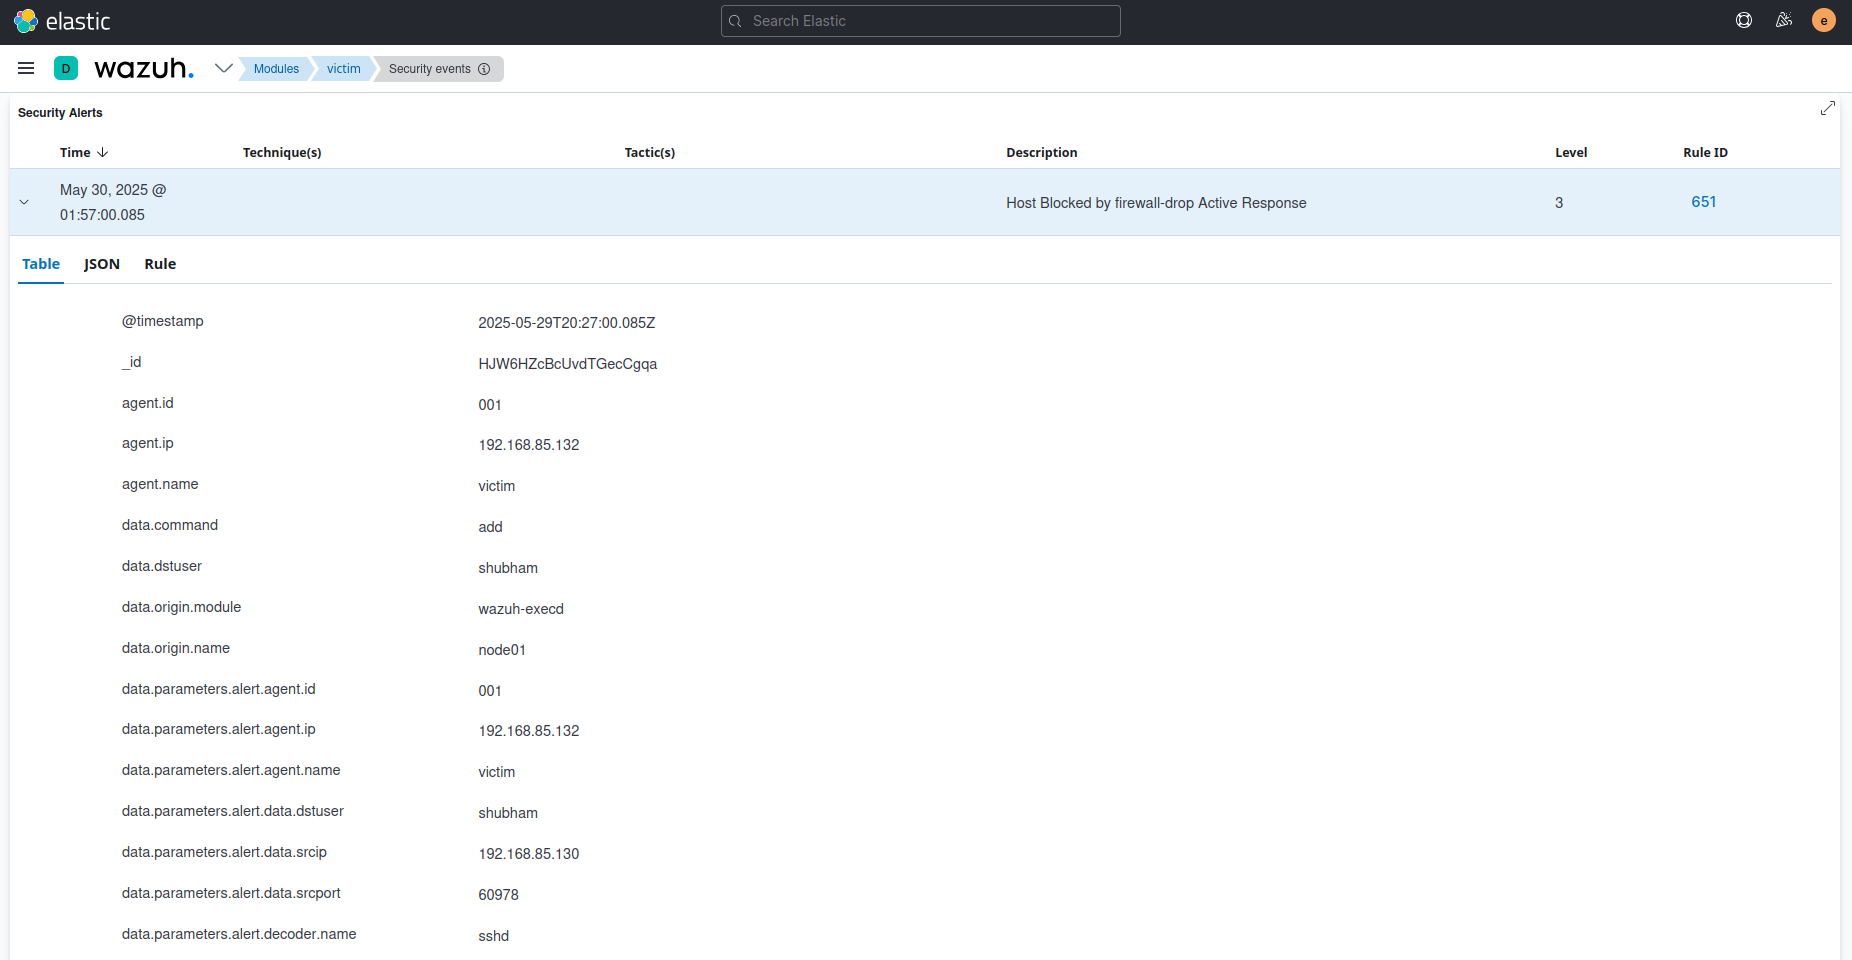 elastic
Search Elastic
e
D
wazuh.
Modules
victim
Security events
Security Alerts
Time Technique(s) Tactic(s) Description Level Rule ID
May 30, 2025 @
01:57:00.085
Host Blocked by firewall-drop Active Response 3 651
Table JSON Rule
@timestamp 2025-05-29T20:27:00.085Z
_id HJW6HZcBcUvdTGecCgqa
agent.id 001
agent.ip 192.168.85.132
agent.name victim
data.command add
data.dstuser shubham
data.origin.module wazuh-execd
data.origin.name node01
data.parameters.alert.agent.id 001
data.parameters.alert.agent.ip 192.168.85.132
data.parameters.alert.agent.name victim
data.parameters.alert.data.dstuser shubham
data.parameters.alert.data.srcip 192.168.85.130
data.parameters.alert.data.srcport 60978
data.parameters.alert.decoder.name sshd